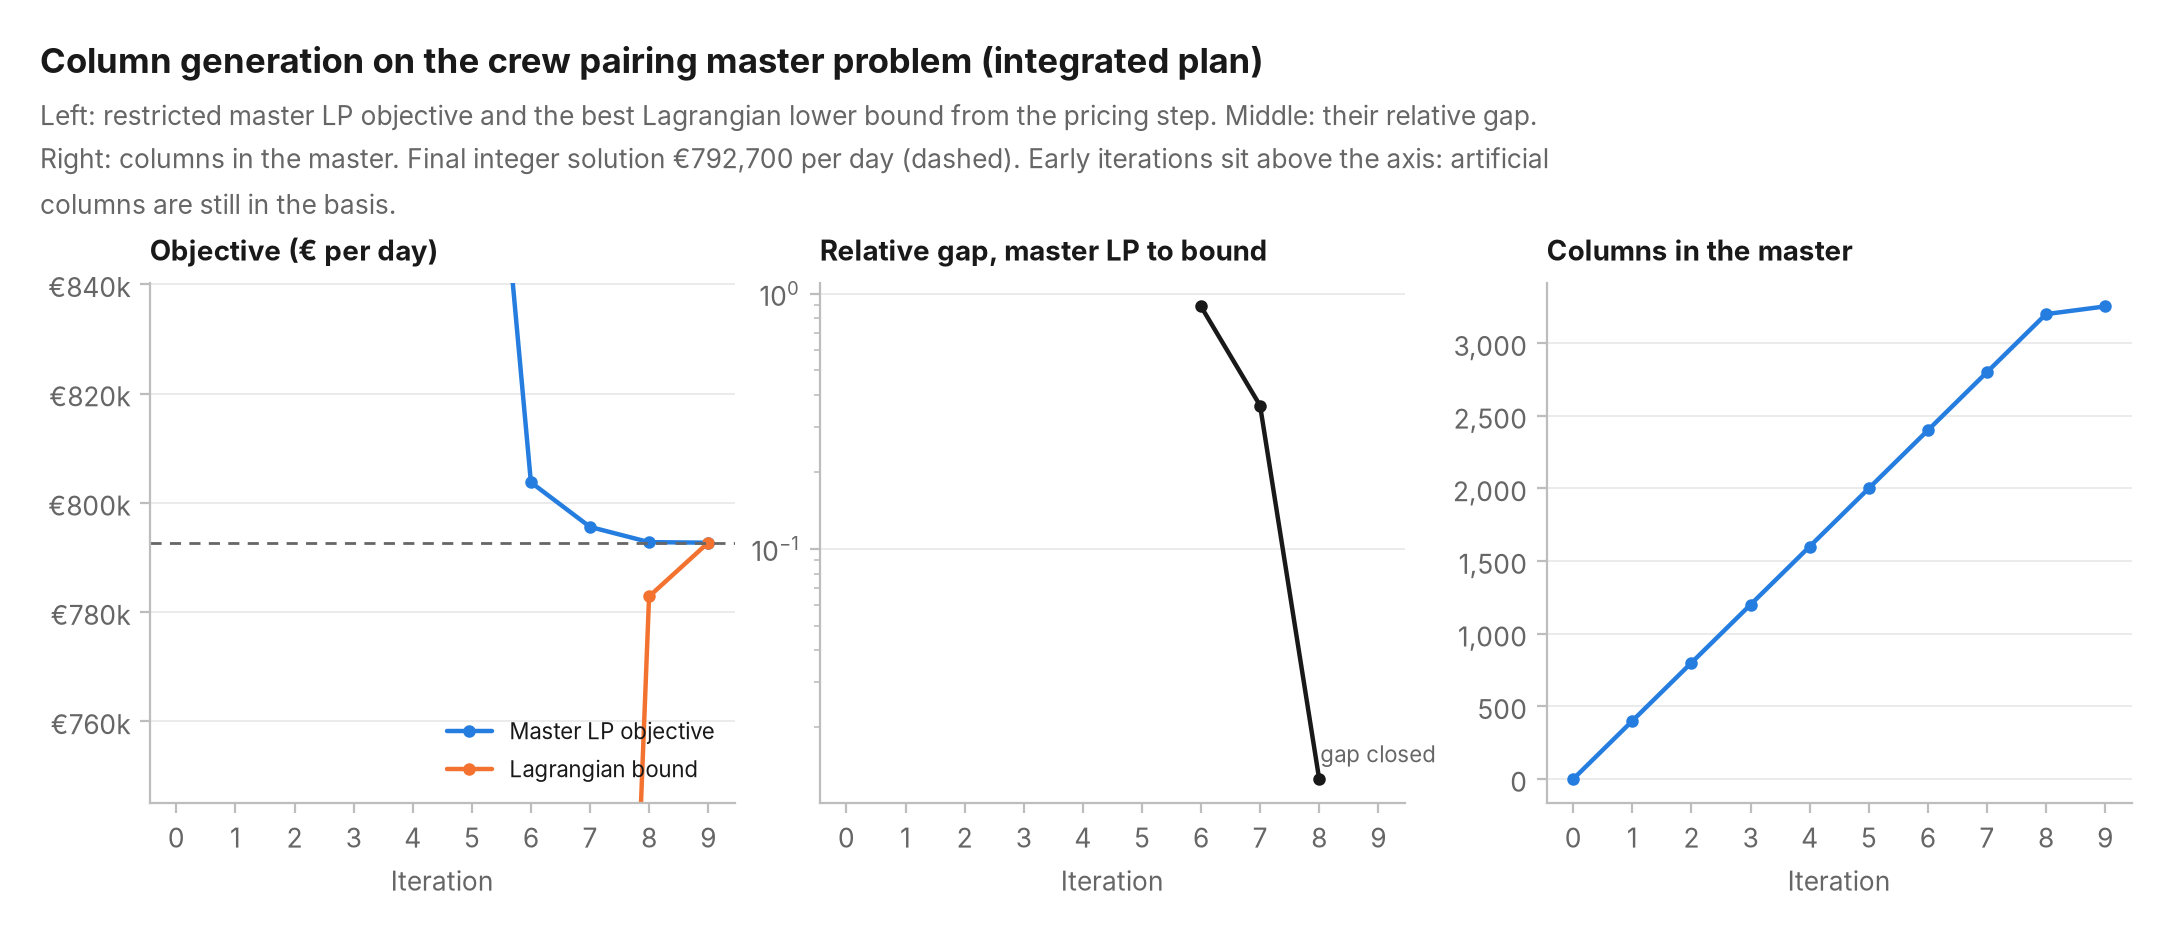 Column generation on the crew pairing master problem (integrated plan)
Left: restricted master LP objective and the best Lagrangian lower bound from the pricing step. Middle: their relative gap.
Right: columns in the master. Final integer solution €792,700 per day (dashed). Early iterations sit above the axis: artificial
columns are still in the basis.
Objective (€ per day)
€840k
€820k
€800k
€780k
€760k
Master LP objective
Lagrangian bound
0 1 2 3 4 5 6 7 8 9
Iteration
Relative gap, master LP to bound
10⁰
10⁻¹
gap closed
0 1 2 3 4 5 6 7 8 9
Iteration
Columns in the master
3,000
2,500
2,000
1,500
1,000
500
0
0 1 2 3 4 5 6 7 8 9
Iteration